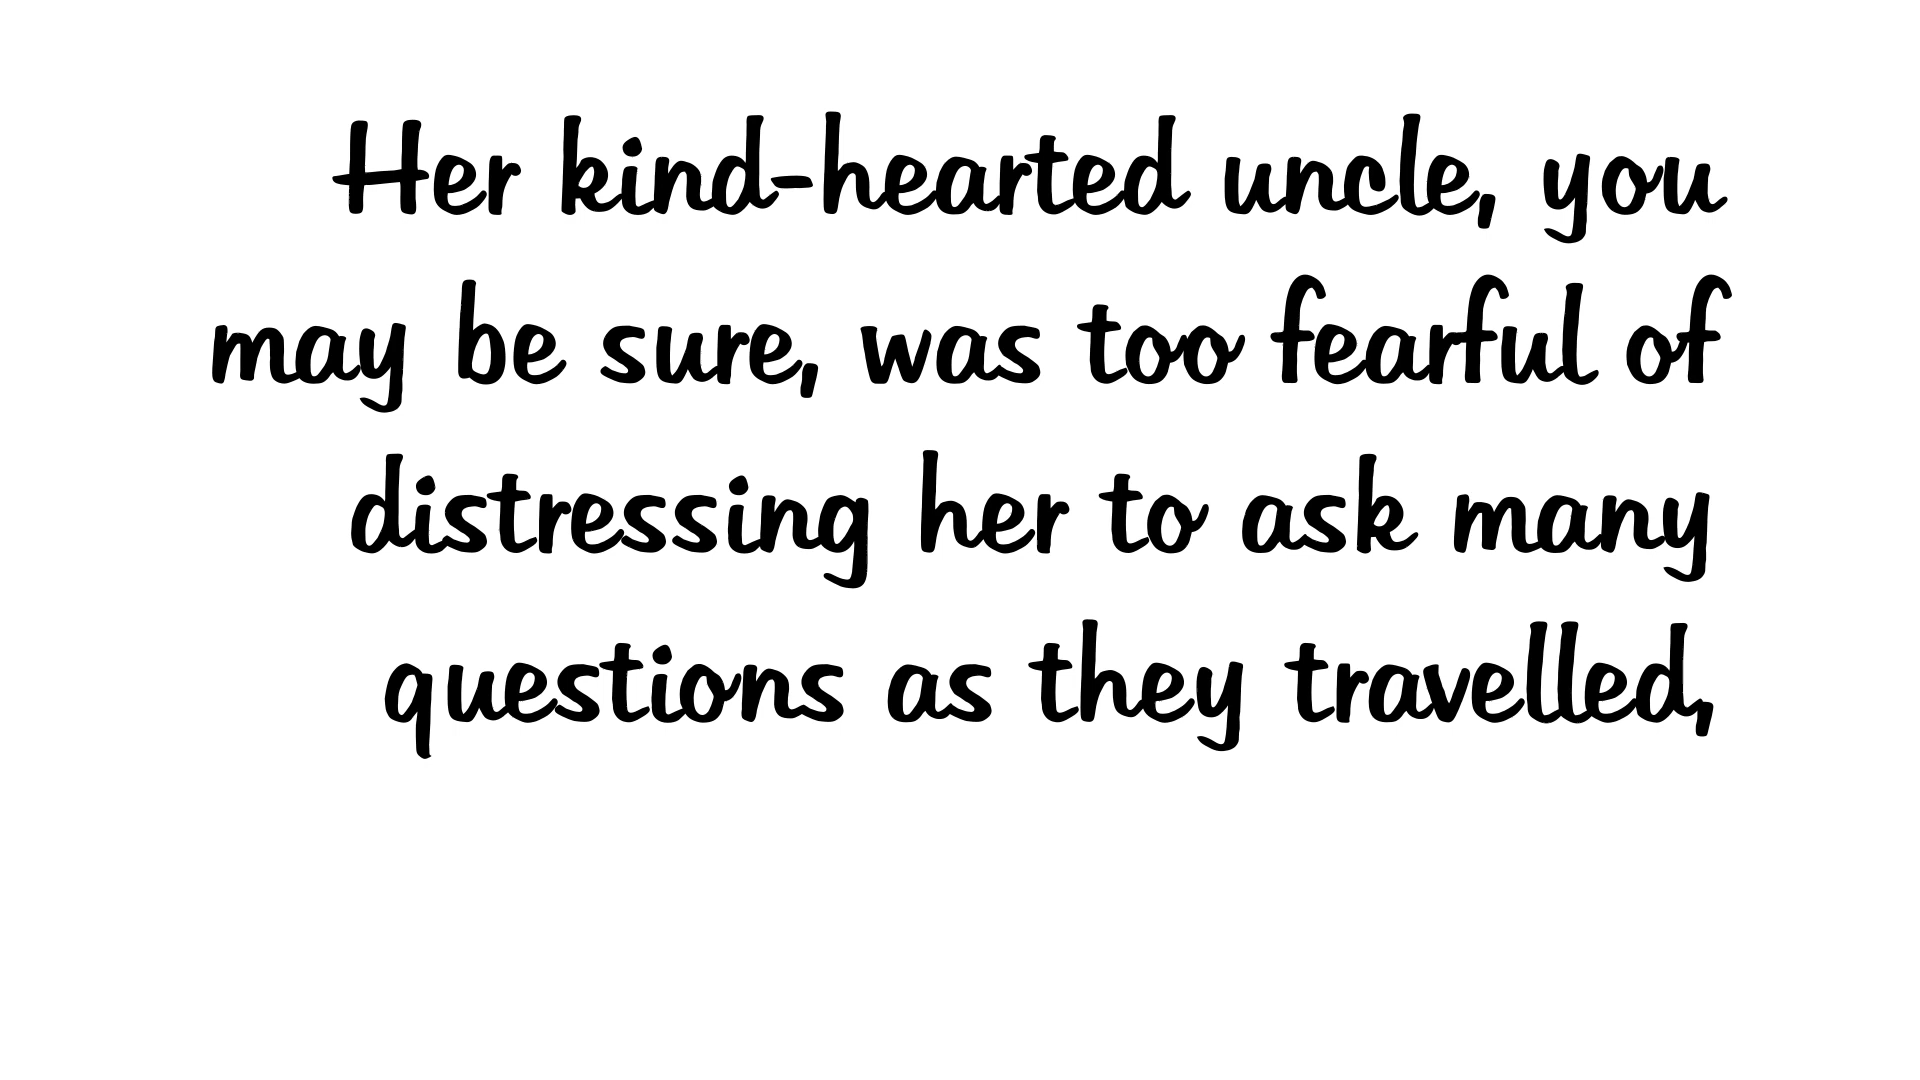 Her kind-hearted uncle, you
may be sure, was too fearful of
distressing her to ask many
questions as they travelled,